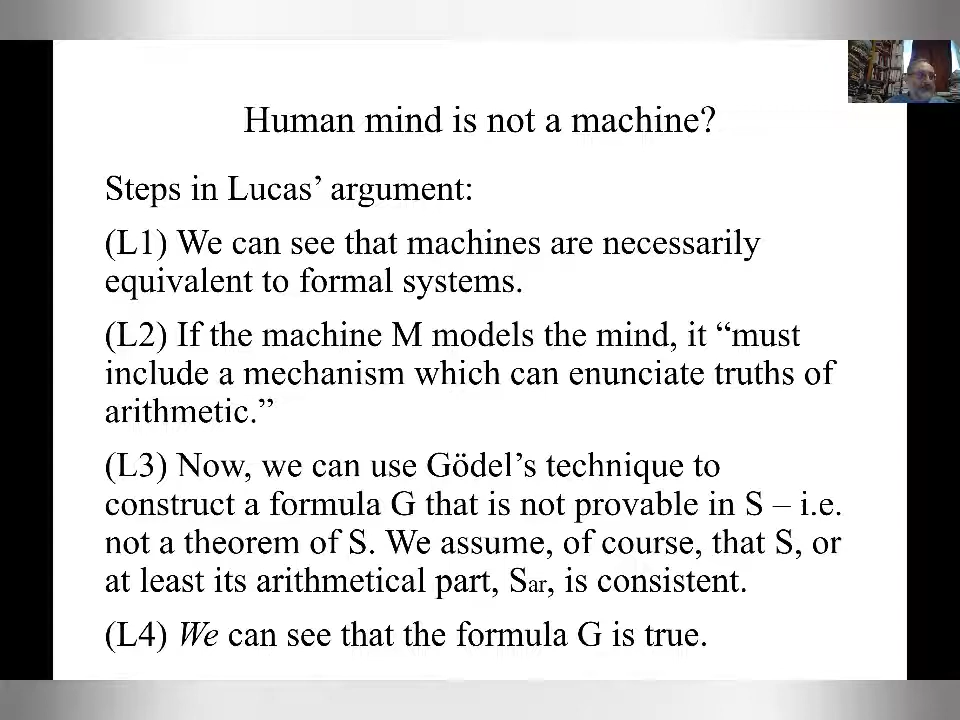 Human mind is not a machine?
Steps in Lucas’ argument:
(L1) We can see that machines are necessarily
equivalent to formal systems.
(L2) If the machine M models the mind, it “must
include a mechanism which can enunciate truths of
arithmetic.”
(L3) Now, we can use Gödel’s technique to
construct a formula G that is not provable in S – i.e.
not a theorem of S. We assume, of course, that S, or
at least its arithmetical part, Sar, is consistent.
(L4) We can see that the formula G is true.